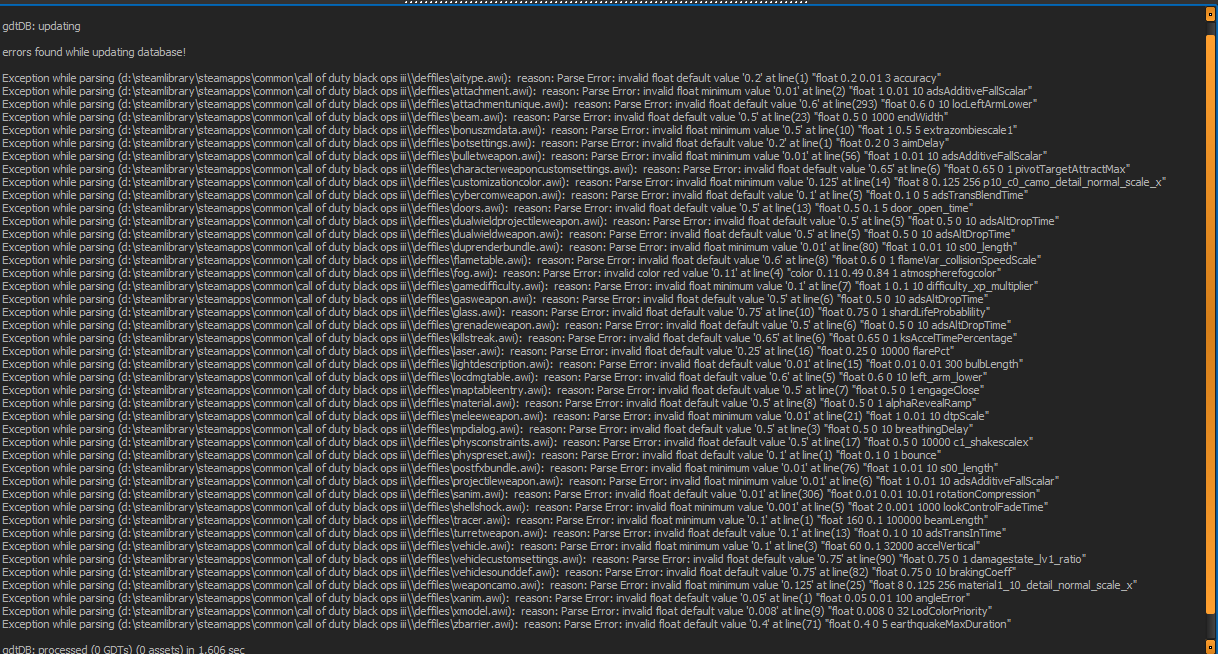 gdtDB: updating
errors found while updating database!
Exception while parsing (d:\steamlibrary\steamapps\common\call of duty black ops iii\\deffiles\aitype.awi):  reason: Parse Error: invalid float default value '0.2' at line(1) "float 0.2 0.01 3 accuracy"
Exception while parsing (d:\steamlibrary\steamapps\common\call of duty black ops iii\\deffiles\attachment.awi):  reason: Parse Error: invalid float minimum value '0.01' at line(2) "float 1 0.01 10 adsAdditiveFallScalar"
Exception while parsing (d:\steamlibrary\steamapps\common\call of duty black ops iii\\deffiles\attachmentunique.awi):  reason: Parse Error: invalid float default value '0.6' at line(293) "float 0.6 0 10 locLeftArmLower"
Exception while parsing (d:\steamlibrary\steamapps\common\call of duty black ops iii\\deffiles\beam.awi):  reason: Parse Error: invalid float default value '0.5' at line(23) "float 0.5 0 1000 endWidth"
Exception while parsing (d:\steamlibrary\steamapps\common\call of duty black ops iii\\deffiles\bonuszmdata.awi):  reason: Parse Error: invalid float minimum value '0.5' at line(10) "float 1 0.5 5 extrazombiescale1"
Exception while parsing (d:\steamlibrary\steamapps\common\call of duty black ops iii\\deffiles\botsettings.awi):  reason: Parse Error: invalid float default value '0.2' at line(1) "float 0.2 0 3 aimDelay"
Exception while parsing (d:\steamlibrary\steamapps\common\call of duty black ops iii\\deffiles\bulletweapon.awi):  reason: Parse Error: invalid float minimum value '0.01' at line(56) "float 1 0.01 10 adsAdditiveFallScalar"
Exception while parsing (d:\steamlibrary\steamapps\common\call of duty black ops iii\\deffiles\characterweaponcustomsettings.awi):  reason: Parse Error: invalid float default value '0.65' at line(6) "float 0.65 0 1 pivotTargetAttractMax"
Exception while parsing (d:\steamlibrary\steamapps\common\call of duty black ops iii\\deffiles\customizationcolor.awi):  reason: Parse Error: invalid float minimum value '0.125' at line(14) "float 8 0.125 256 p10_c0_camo_detail_normal_scale_x"
Exception while parsing (d:\steamlibrary\steamapps\common\call of duty black ops iii\\deffiles\cybercomweapon.awi):  reason: Parse Error: invalid float default value '0.1' at line(5) "float 0.1 0 5 adsTransBlendTime"
Exception while parsing (d:\steamlibrary\steamapps\common\call of duty black ops iii\\deffiles\doors.awi):  reason: Parse Error: invalid float default value '0.5' at line(13) "float 0.5 0.1 5 door_open_time"
Exception while parsing (d:\steamlibrary\steamapps\common\call of duty black ops iii\\deffiles\dualwieldprojectileweapon.awi):  reason: Parse Error: invalid float default value '0.5' at line(5) "float 0.5 0 10 adsAltDropTime"
Exception while parsing (d:\steamlibrary\steamapps\common\call of duty black ops iii\\deffiles\dualwieldweapon.awi):  reason: Parse Error: invalid float default value '0.5' at line(5) "float 0.5 0 10 adsAltDropTime"
Exception while parsing (d:\steamlibrary\steamapps\common\call of duty black ops iii\\deffiles\duprenderbundle.awi):  reason: Parse Error: invalid float minimum value '0.01' at line(80) "float 1 0.01 10 s00_length"
Exception while parsing (d:\steamlibrary\steamapps\common\call of duty black ops iii\\deffiles\flametable.awi):  reason: Parse Error: invalid float default value '0.6' at line(8) "float 0.6 0 1 flameVar_collisionSpeedScale"
Exception while parsing (d:\steamlibrary\steamapps\common\call of duty black ops iii\\deffiles\fog.awi):  reason: Parse Error: invalid color red value '0.11' at line(4) "color 0.11 0.49 0.84 1 atmospherefogcolor"
Exception while parsing (d:\steamlibrary\steamapps\common\call of duty black ops iii\\deffiles\gamedifficulty.awi):  reason: Parse Error: invalid float minimum value '0.1' at line(7) "float 1 0.1 10 difficulty_xp_multiplier"
Exception while parsing (d:\steamlibrary\steamapps\common\call of duty black ops iii\\deffiles\gasweapon.awi):  reason: Parse Error: invalid float default value '0.5' at line(6) "float 0.5 0 10 adsAltDropTime"
Exception while parsing (d:\steamlibrary\steamapps\common\call of duty black ops iii\\deffiles\glass.awi):  reason: Parse Error: invalid float default value '0.75' at line(10) "float 0.75 0 1 shardLifeProbablility"
Exception while parsing (d:\steamlibrary\steamapps\common\call of duty black ops iii\\deffiles\grenadeweapon.awi):  reason: Parse Error: invalid float default value '0.5' at line(6) "float 0.5 0 10 adsAltDropTime"
Exception while parsing (d:\steamlibrary\steamapps\common\call of duty black ops iii\\deffiles\killstreak.awi):  reason: Parse Error: invalid float default value '0.65' at line(6) "float 0.65 0 1 ksAccelTimePercentage"
Exception while parsing (d:\steamlibrary\steamapps\common\call of duty black ops iii\\deffiles\laser.awi):  reason: Parse Error: invalid float default value '0.25' at line(16) "float 0.25 0 10000 flarePct"
Exception while parsing (d:\steamlibrary\steamapps\common\call of duty black ops iii\\deffiles\lightdescription.awi):  reason: Parse Error: invalid float default value '0.01' at line(15) "float 0.01 0.01 300 bulbLength"
Exception while parsing (d:\steamlibrary\steamapps\common\call of duty black ops iii\\deffiles\locdmgtable.awi):  reason: Parse Error: invalid float default value '0.6' at line(5) "float 0.6 0 10 left_arm_lower"
Exception while parsing (d:\steamlibrary\steamapps\common\call of duty black ops iii\\deffiles\maptableentry.awi):  reason: Parse Error: invalid float default value '0.5' at line(7) "float 0.5 0 1 engageClose"
Exception while parsing (d:\steamlibrary\steamapps\common\call of duty black ops iii\\deffiles\material.awi):  reason: Parse Error: invalid float default value '0.5' at line(8) "float 0.5 0 1 alphaRevealRamp"
Exception while parsing (d:\steamlibrary\steamapps\common\call of duty black ops iii\\deffiles\meleeweapon.awi):  reason: Parse Error: invalid float minimum value '0.01' at line(21) "float 1 0.01 10 dtpScale"
Exception while parsing (d:\steamlibrary\steamapps\common\call of duty black ops iii\\deffiles\mpdialog.awi):  reason: Parse Error: invalid float default value '0.5' at line(3) "float 0.5 0 10 breathingDelay"
Exception while parsing (d:\steamlibrary\steamapps\common\call of duty black ops iii\\deffiles\physconstraints.awi):  reason: Parse Error: invalid float default value '0.5' at line(17) "float 0.5 0 10000 c1_shakescalex"
Exception while parsing (d:\steamlibrary\steamapps\common\call of duty black ops iii\\deffiles\physpreset.awi):  reason: Parse Error: invalid float default value '0.1' at line(1) "float 0.1 0 1 bounce"
Exception while parsing (d:\steamlibrary\steamapps\common\call of duty black ops iii\\deffiles\postfxbundle.awi):  reason: Parse Error: invalid float minimum value '0.01' at line(76) "float 1 0.01 10 s00_length"
Exception while parsing (d:\steamlibrary\steamapps\common\call of duty black ops iii\\deffiles\projectileweapon.awi):  reason: Parse Error: invalid float minimum value '0.01' at line(6) "float 1 0.01 10 adsAdditiveFallScalar"
Exception while parsing (d:\steamlibrary\steamapps\common\call of duty black ops iii\\deffiles\sanim.awi):  reason: Parse Error: invalid float default value '0.01' at line(306) "float 0.01 0.01 10.01 rotationCompression"
Exception while parsing (d:\steamlibrary\steamapps\common\call of duty black ops iii\\deffiles\shellshock.awi):  reason: Parse Error: invalid float minimum value '0.001' at line(5) "float 2 0.001 1000 lookControlFadeTime"
Exception while parsing (d:\steamlibrary\steamapps\common\call of duty black ops iii\\deffiles\tracer.awi):  reason: Parse Error: invalid float minimum value '0.1' at line(1) "float 160 0.1 100000 beamLength"
Exception while parsing (d:\steamlibrary\steamapps\common\call of duty black ops iii\\deffiles\turretweapon.awi):  reason: Parse Error: invalid float default value '0.1' at line(13) "float 0.1 0 10 adsTransInTime"
Exception while parsing (d:\steamlibrary\steamapps\common\call of duty black ops iii\\deffiles\vehicle.awi):  reason: Parse Error: invalid float minimum value '0.1' at line(3) "float 60 0.1 32000 accelVertical"
Exception while parsing (d:\steamlibrary\steamapps\common\call of duty black ops iii\\deffiles\vehiclecustomsettings.awi):  reason: Parse Error: invalid float default value '0.75' at line(90) "float 0.75 0 1 damagestate_lv1_ratio"
Exception while parsing (d:\steamlibrary\steamapps\common\call of duty black ops iii\\deffiles\vehiclesounddef.awi):  reason: Parse Error: invalid float default value '0.75' at line(82) "float 0.75 0 10 brakingCoeff"
Exception while parsing (d:\steamlibrary\steamapps\common\call of duty black ops iii\\deffiles\weaponcamo.awi):  reason: Parse Error: invalid float minimum value '0.125' at line(25) "float 8 0.125 256 material1_10_detail_normal_scale_x"
Exception while parsing (d:\steamlibrary\steamapps\common\call of duty black ops iii\\deffiles\xanim.awi):  reason: Parse Error: invalid float default value '0.05' at line(1) "float 0.05 0.01 100 angleError"
Exception while parsing (d:\steamlibrary\steamapps\common\call of duty black ops iii\\deffiles\xmodel.awi):  reason: Parse Error: invalid float default value '0.008' at line(9) "float 0.008 0 32 LodColorPriority"
Exception while parsing (d:\steamlibrary\steamapps\common\call of duty black ops iii\\deffiles\zbarrier.awi):  reason: Parse Error: invalid float default value '0.4' at line(71) "float 0.4 0 5 earthquakeMaxDuration"
gdtDB: processed (0 GDTs) (0 assets) in 1.606 sec